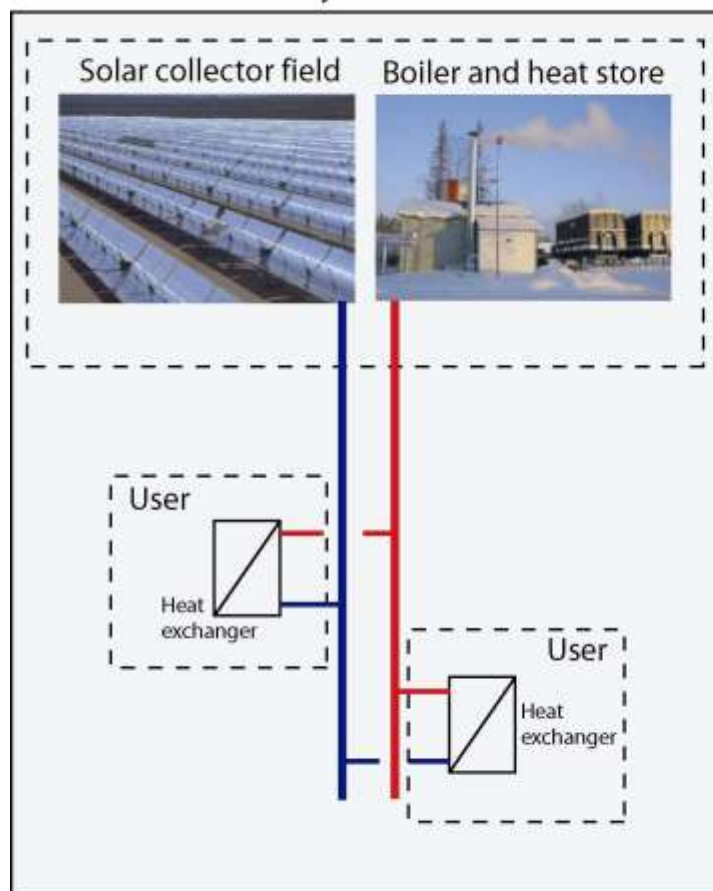 Solar collector field
Boiler and heat store
User
Heat
exchanger
User
Heat
exchanger